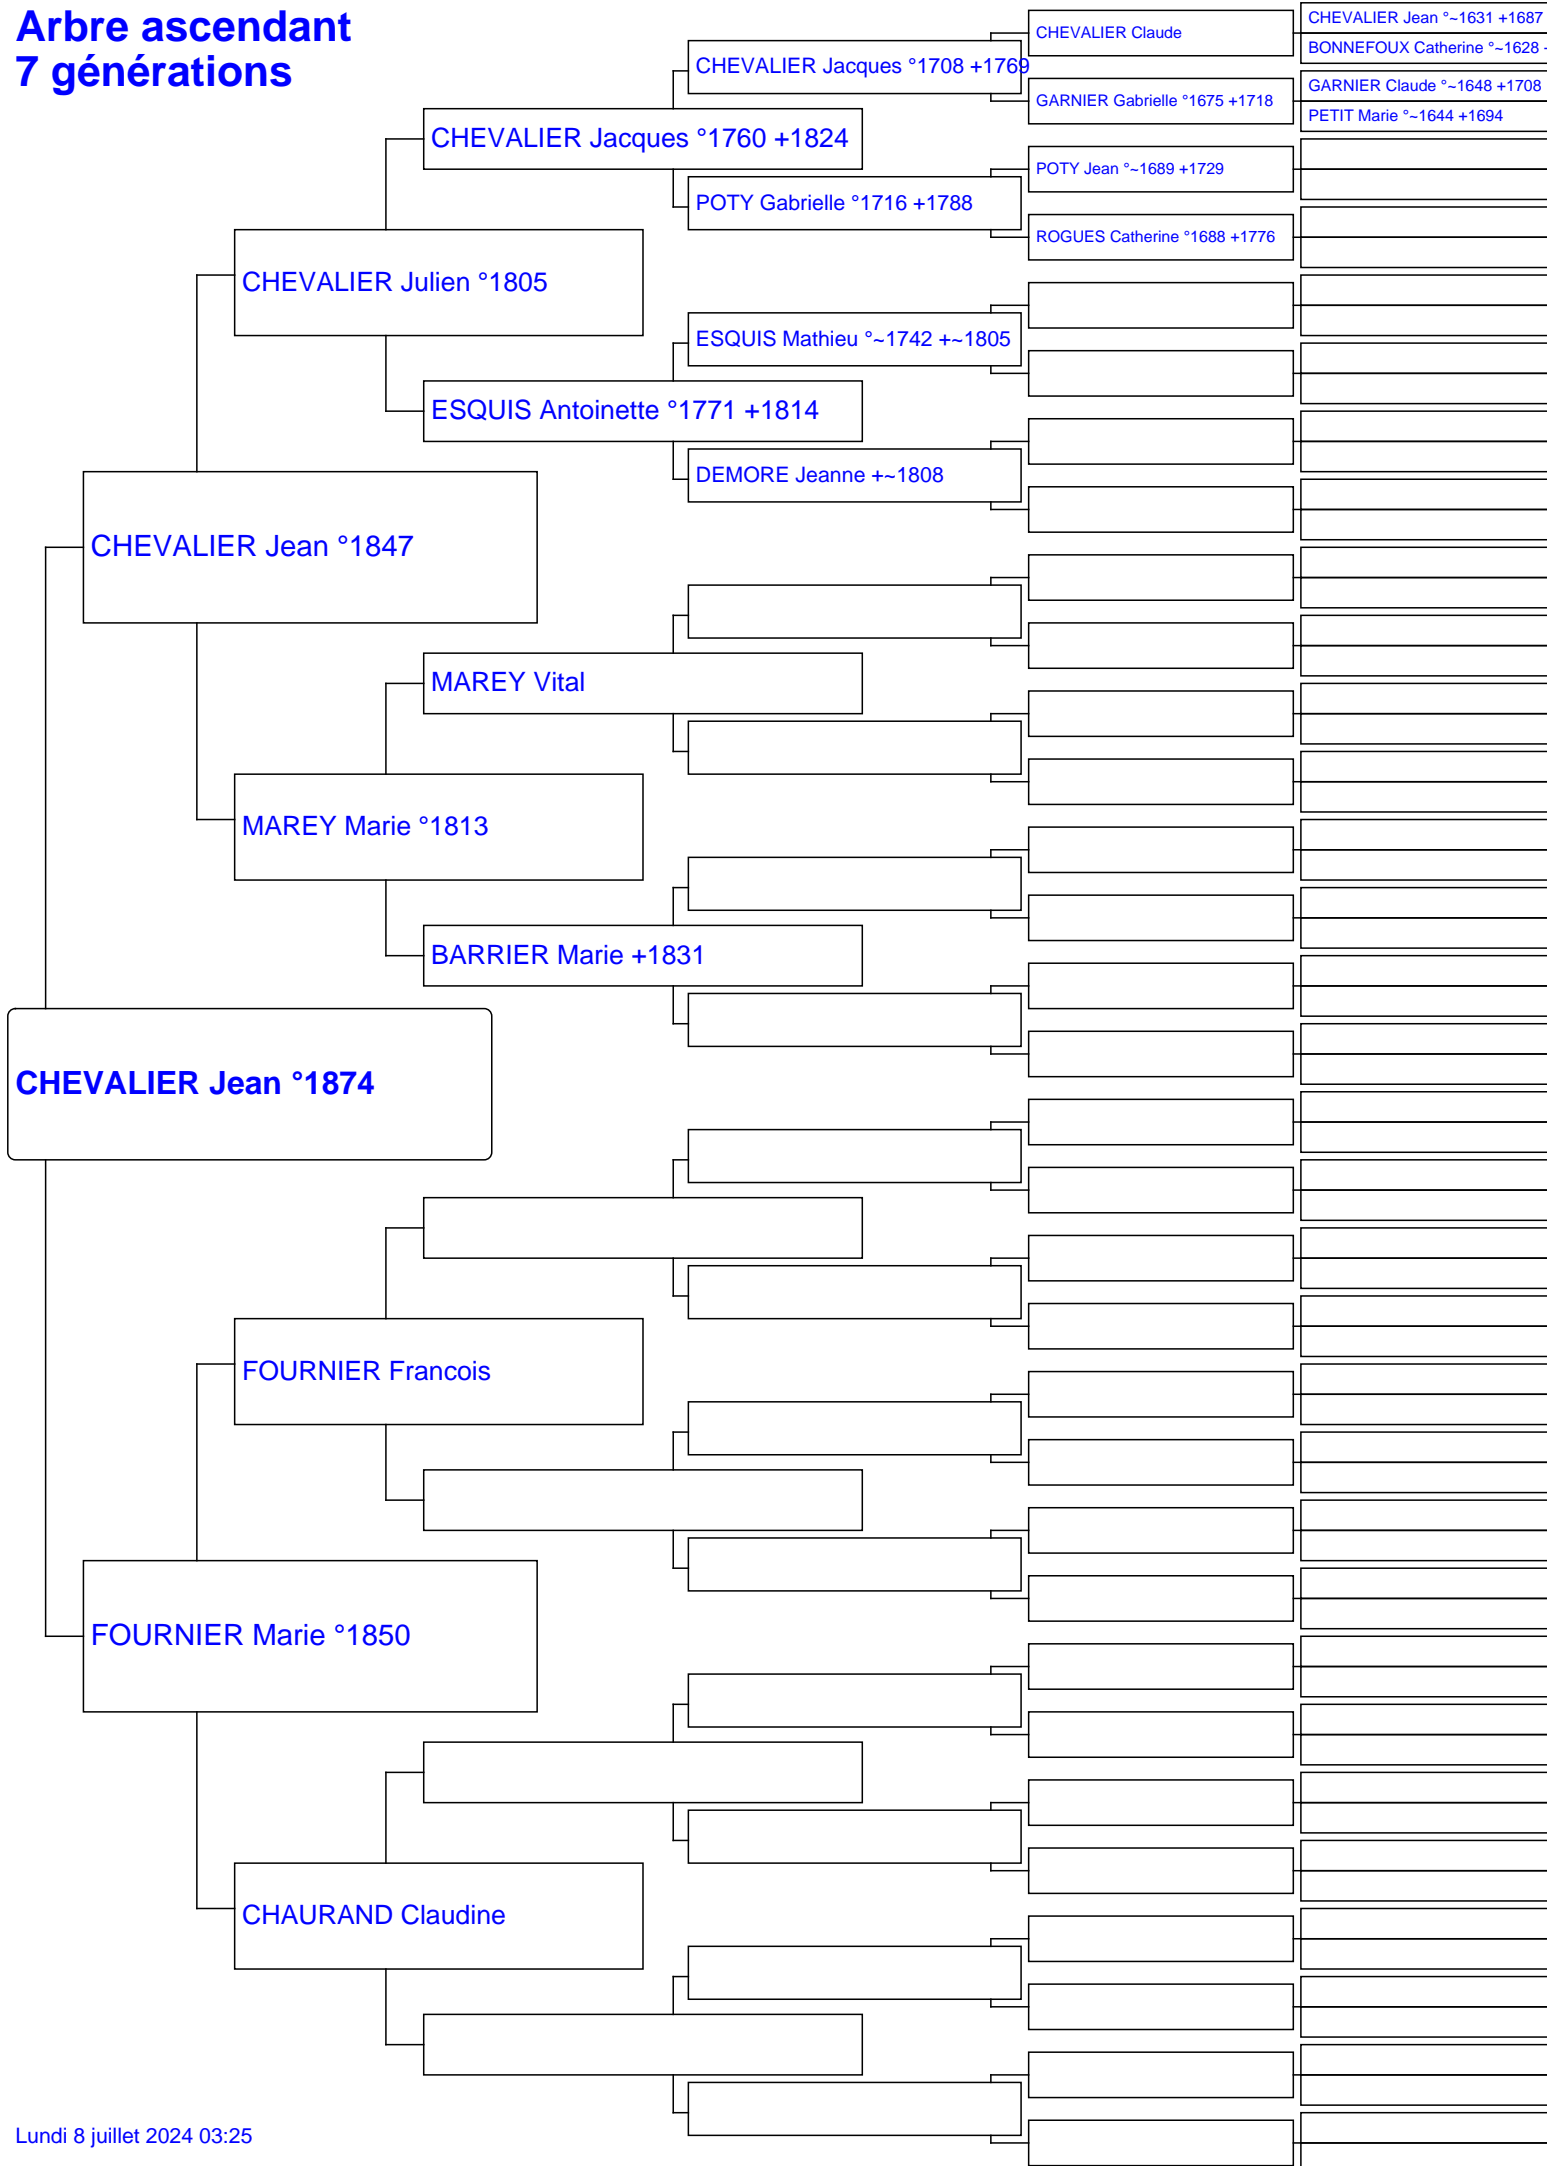 Arbre ascendant
7 générations
CHEVALIER Jean °1874
CHEVALIER Jean °1847
FOURNIER Marie °1850
CHEVALIER Julien °1805
MAREY Marie °1813
FOURNIER Francois
CHAURAND Claudine
CHEVALIER Jacques °1760 +1824
ESQUIS Antoinette °1771 +1814
MAREY Vital
BARRIER Marie +1831
CHEVALIER Jacques °1708 +1769
POTY Gabrielle °1716 +1788
ESQUIS Mathieu °~1742 +~1805
DEMORE Jeanne +~1808
CHEVALIER Claude
GARNIER Gabrielle °1675 +1718
POTY Jean °~1689 +1729
ROGUES Catherine °1688 +1776
CHEVALIER Jean °~1631 +1687
BONNEFOUX Catherine °~1628
GARNIER Claude °~1648 +1708
PETIT Marie °~1644 +1694
Lundi 8 juillet 2024 03:25